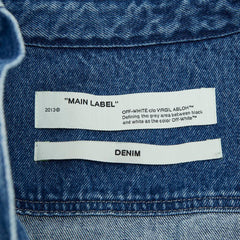 "MAIN LABEL"
2013©
OFF-WHITE c/o VIRGIL ABLOH™
Defining the grey area between black
and white as the color Off-White™
DENIM